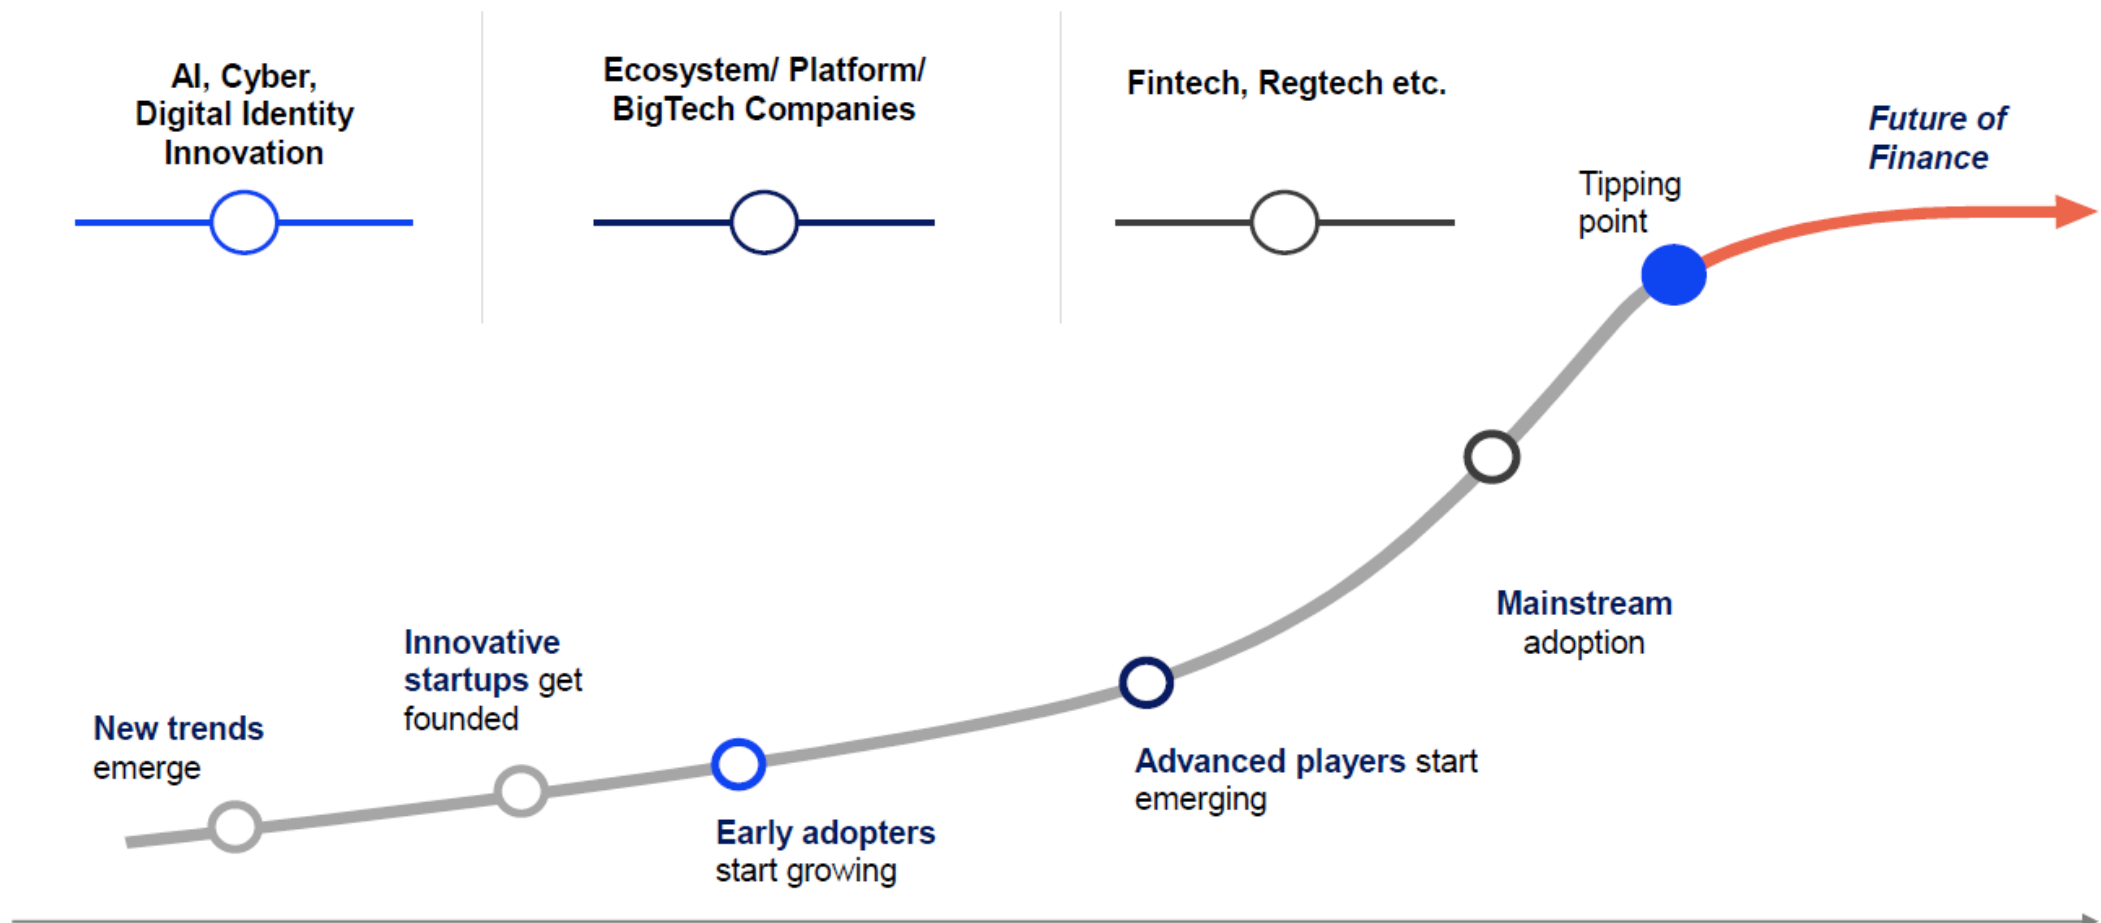 AI, Cyber,
Digital Identity
Innovation
Ecosystem/ Platform/
BigTech Companies
Fintech, Regtech etc.
Future of
Finance
Tipping
point
Mainstream
adoption
Innovative
startups get
founded
New trends
emerge
Advanced players start
emerging
Early adopters
start growing